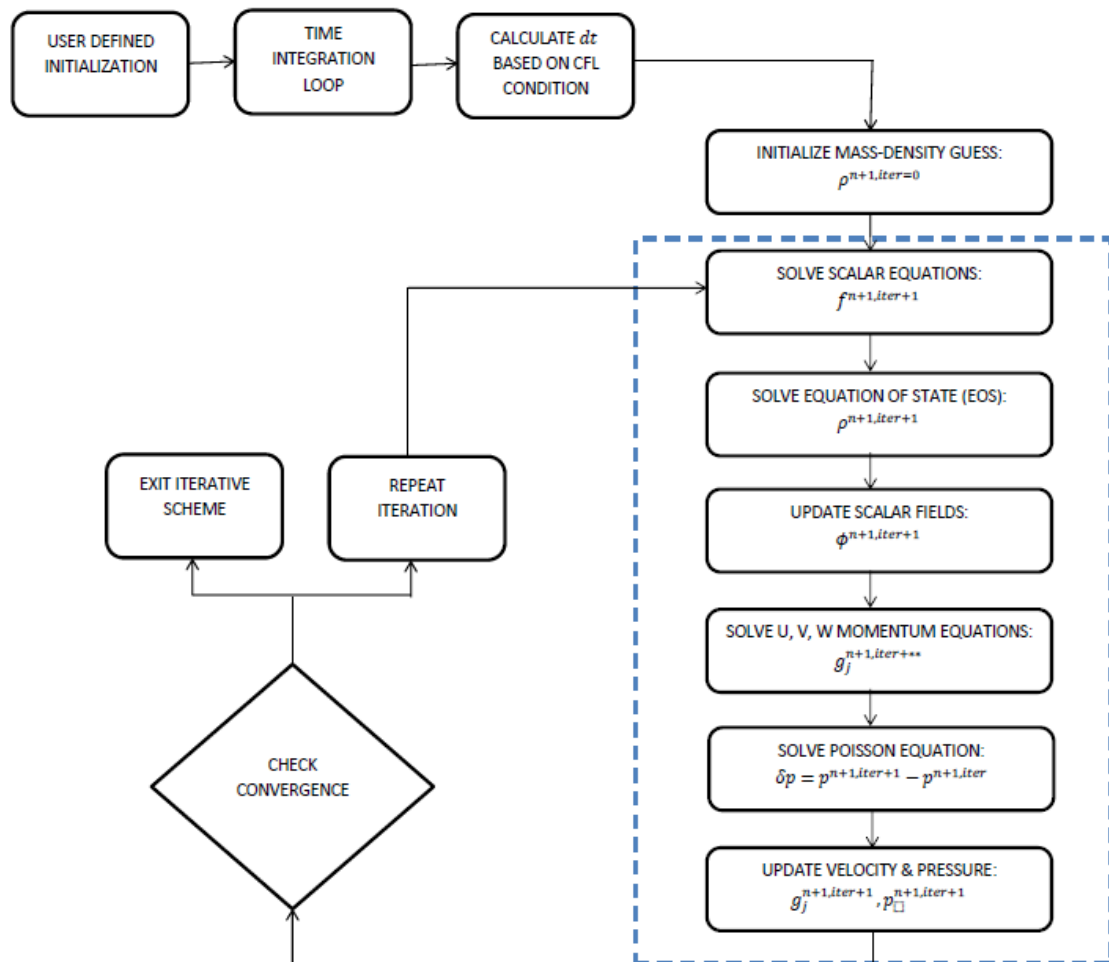 USER DEFINED
INITIALIZATION
TIME
INTEGRATION
LOOP
CALCULATE dt
BASED ON CFL
CONDITION
INITIALIZE MASS-DENSITY GUESS:
ρ^{n+1,iter=0}
SOLVE SCALAR EQUATIONS:
f^{n+1,iter+1}
SOLVE EQUATION OF STATE (EOS):
ρ^{n+1,iter+1}
UPDATE SCALAR FIELDS:
ϕ^{n+1,iter+1}
SOLVE U, V, W MOMENTUM EQUATIONS:
g_j^{n+1,iter+**}
SOLVE POISSON EQUATION:
δp = p^{n+1,iter+1} − p^{n+1,iter}
UPDATE VELOCITY & PRESSURE:
g_j^{n+1,iter+1}, p_□^{n+1,iter+1}
CHECK
CONVERGENCE
EXIT ITERATIVE
SCHEME
REPEAT
ITERATION